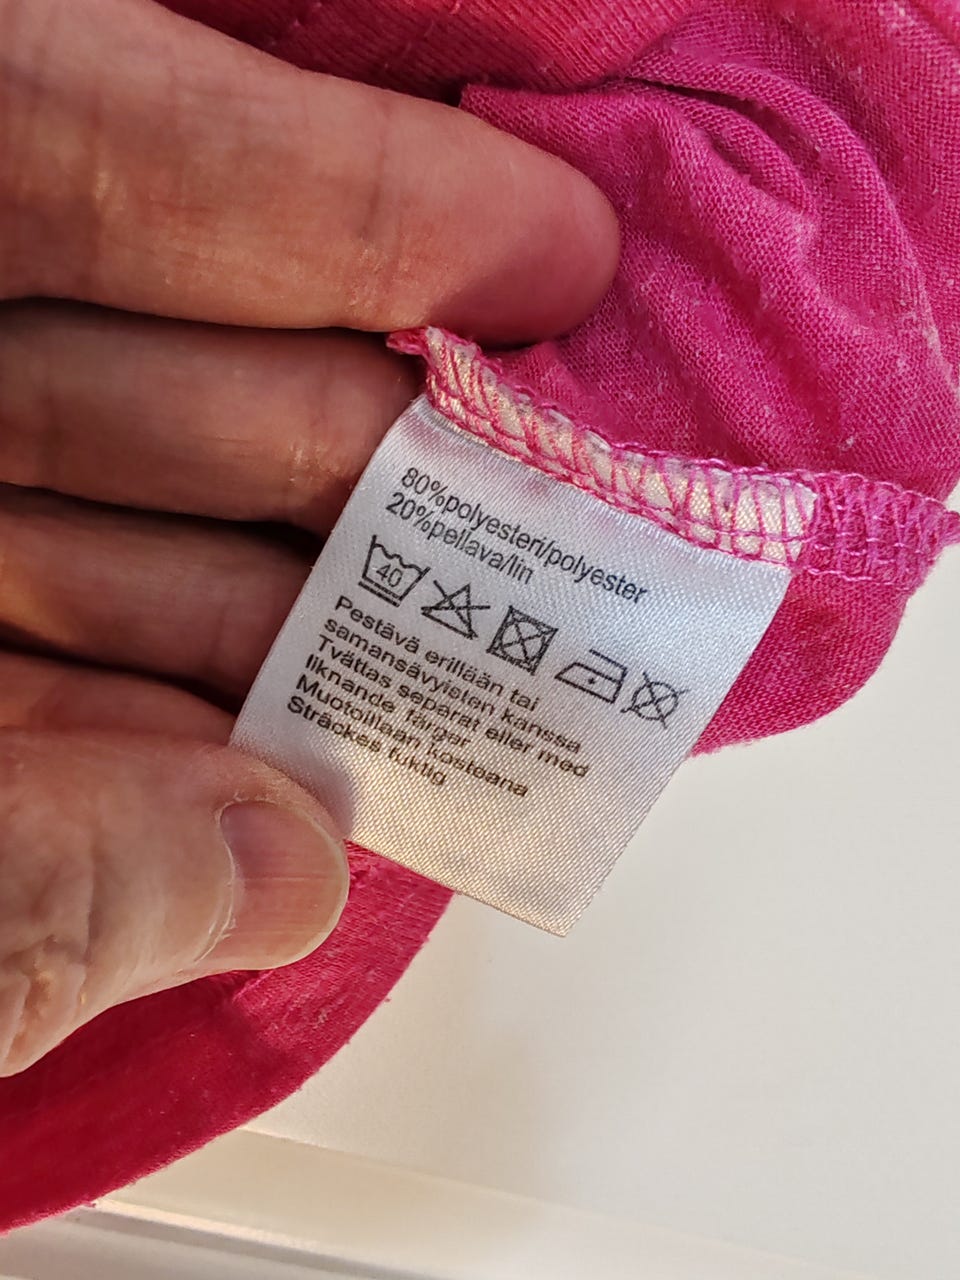 80%polyesteri/polyester
20%pellava/lin
40
Pestävä erillään tai
samansävyisten kanssa
Tvättas separat eller med
liknande färger
Muotoillaan kosteana
Sträckes fuktig